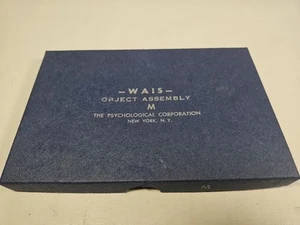 -WAIS-
OBJECT ASSEMBLY
M
THE PSYCHOLOGICAL CORPORATION
NEW YORK, N. Y.
M